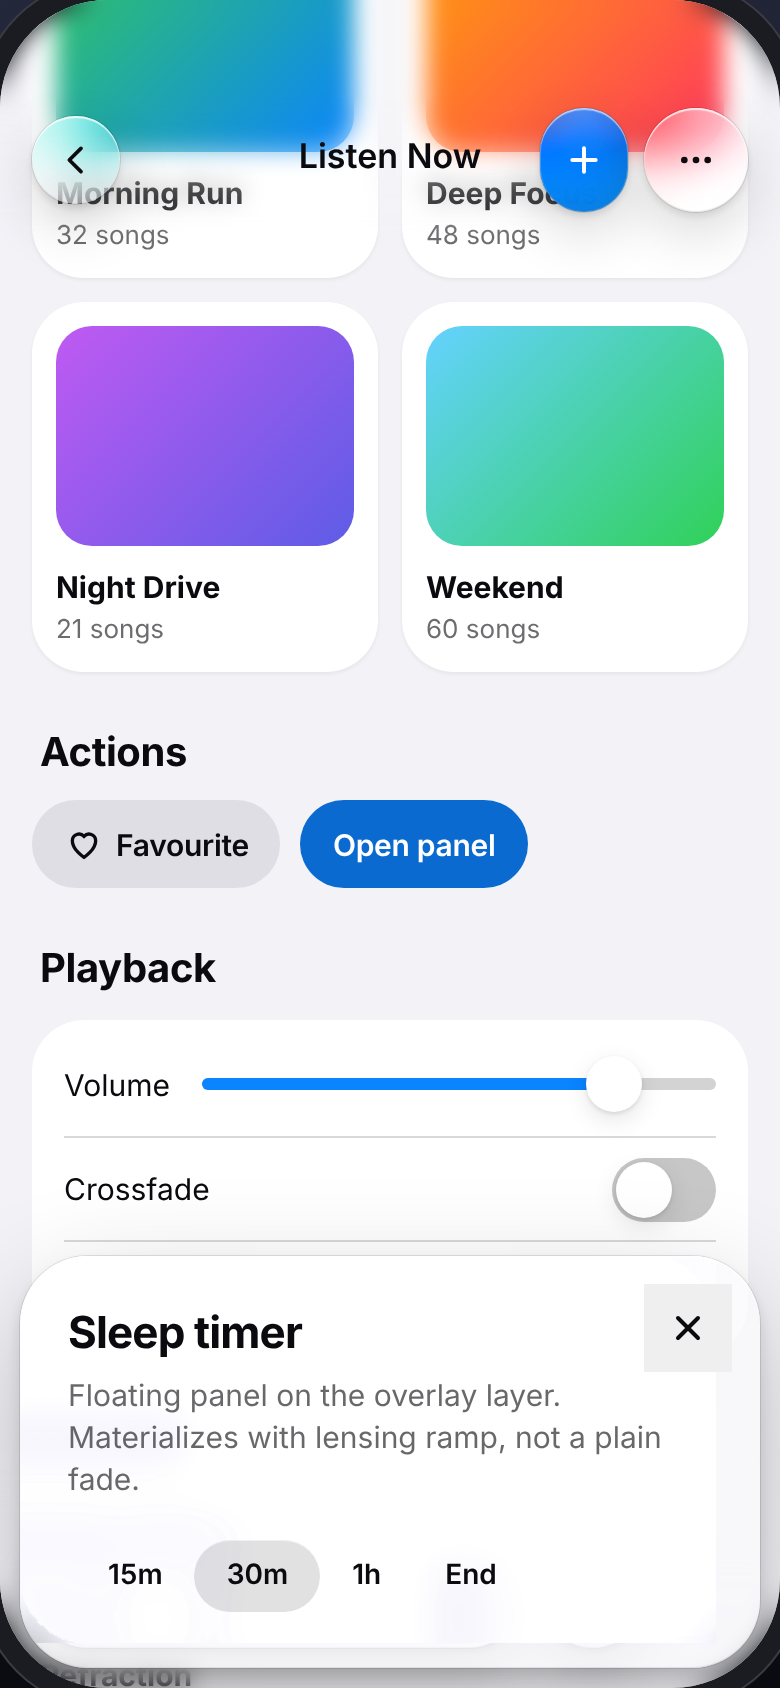 Listen Now
Morning Run
32 songs
Deep
48 songs
Night Drive
21 songs
Weekend
60 songs
Actions
Favourite
Open panel
Playback
Volume
Crossfade
Sleep timer
Floating panel on the overlay layer.
Materializes with lensing ramp, not a plain
fade.
15m
30m
1h
End